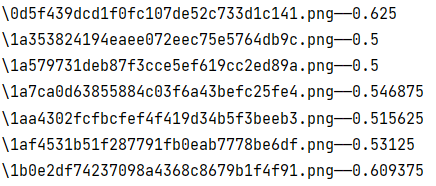 \0d5f439dcd1f0fc107de52c733d1c141.png——0.625
\1a353824194eaee072eec75e5764db9c.png——0.5
\1a579731deb87f3cce5ef619cc2ed89a.png——0.5
\1a7ca0d63855884c03f6a43befc25fe4.png——0.546875
\1aa4302fcfbcfef4f419d34b5f3beeb3.png——0.515625
\1af4531b51f287791fb0eab7778be6df.png——0.53125
\1b0e2df74237098a4368c8679b1f4f91.png——0.609375